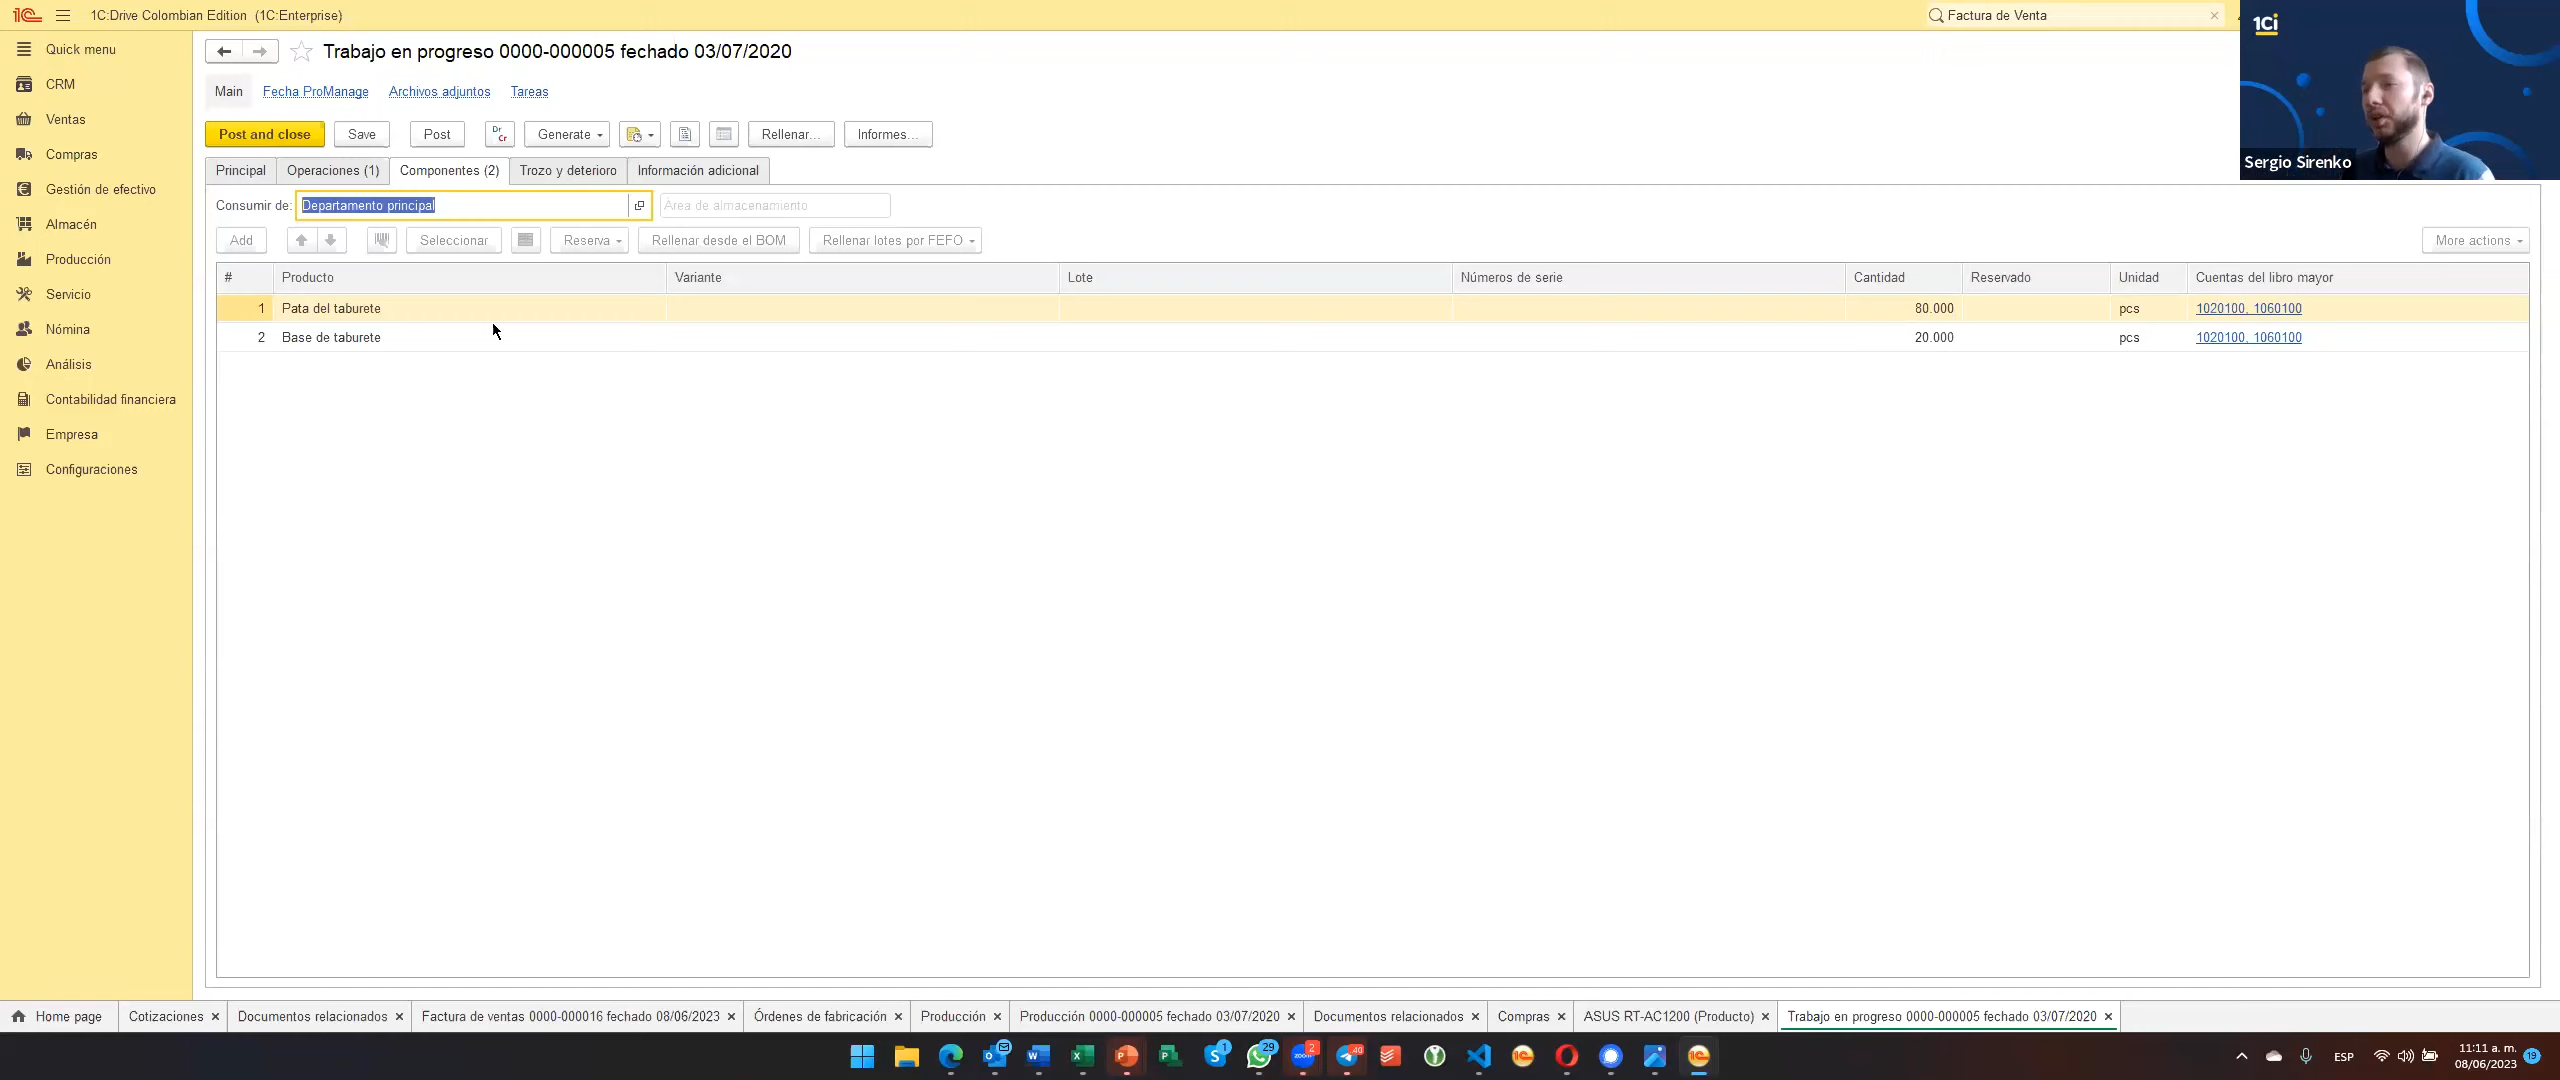 1C:Drive Colombian Edition (1C:Enterprise)
Factura de Venta
1Ci
Sergio Sirenko
Quick menu
CRM
Ventas
Compras
Gestión de efectivo
Almacén
Producción
Servicio
Nómina
Análisis
Contabilidad financiera
Empresa
Configuraciones
Trabajo en progreso 0000-000005 fechado 03/07/2020
Main Fecha ProManage Archivos adjuntos Tareas
Post and close Save Post Dr Cr Generate Rellenar... Informes...
Principal Operaciones (1) Componentes (2) Trozo y deterioro Información adicional
Consumir de: Departamento principal Área de almacenamiento
Add Seleccionar Reserva Rellenar desde el BOM Rellenar lotes por FEFO More actions
# Producto Variante Lote Números de serie Cantidad Reservado Unidad Cuentas del libro mayor
1 Pata del taburete 80.000 pcs 1020100, 1060100
2 Base de taburete 20.000 pcs 1020100, 1060100
Home page Cotizaciones Documentos relacionados Factura de ventas 0000-000016 fechado 08/06/2023 Órdenes de fabricación Producción Producción 0000-000005 fechado 03/07/2020 Documentos relacionados Compras ASUS RT-AC1200 (Producto) Trabajo en progreso 0000-000005 fechado 03/07/2020
1 29 2 40 ESP 11:11 a. m. 19
08/06/2023